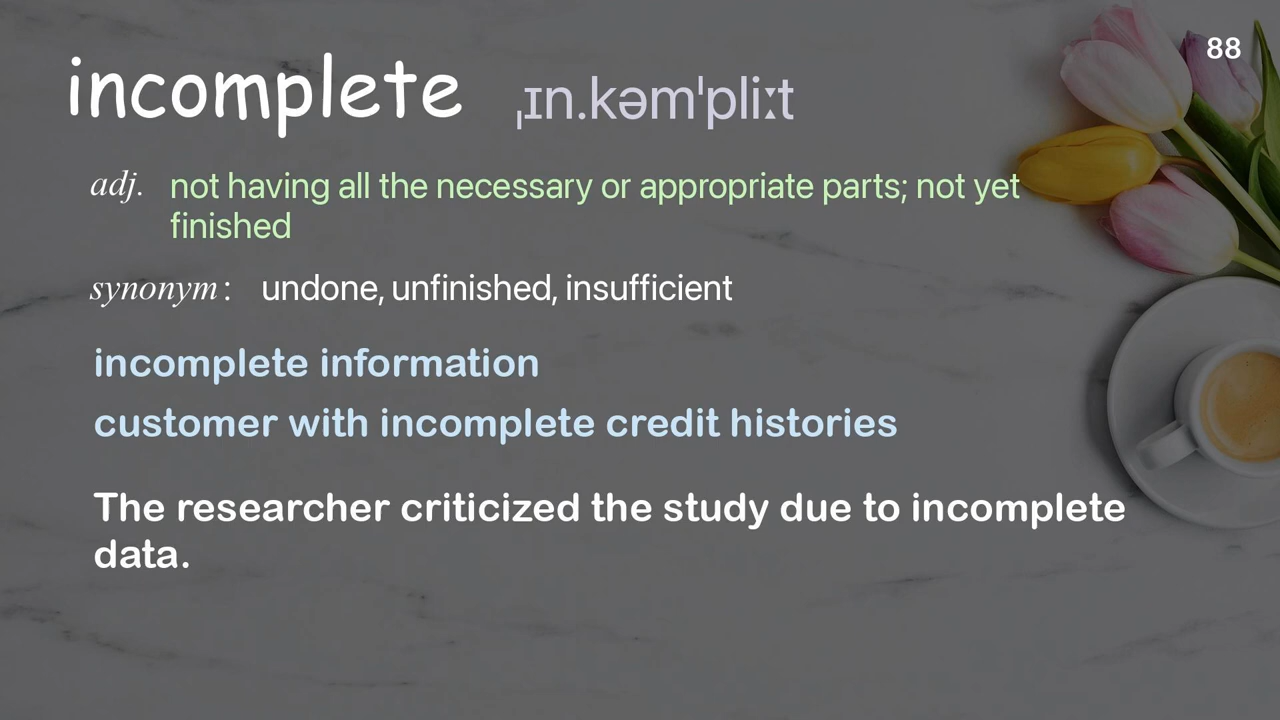 88
incomplete ˌɪn.kəmˈpliːt
adj. not having all the necessary or appropriate parts; not yet
finished
synonym: undone, unfinished, insufficient
incomplete information
customer with incomplete credit histories
The researcher criticized the study due to incomplete
data.